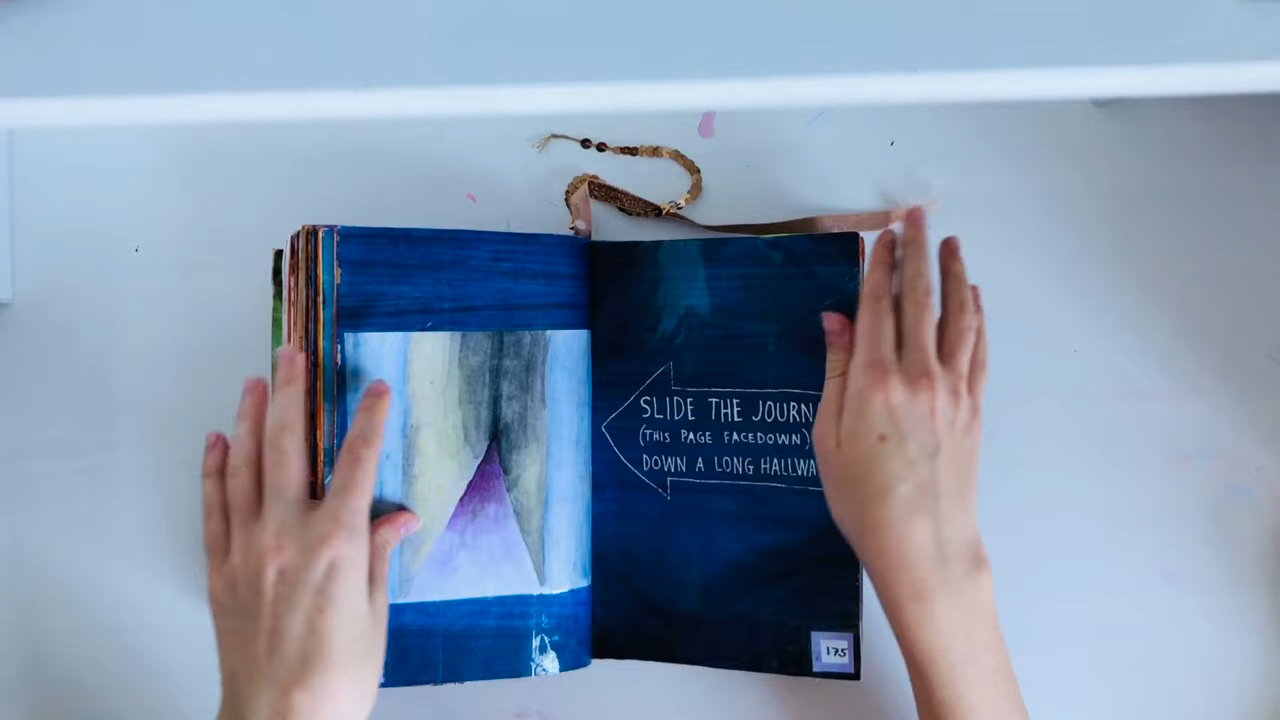 SLIDE THE JOURN
(THIS PAGE FACEDOWN)
DOWN A LONG HALLWA
175